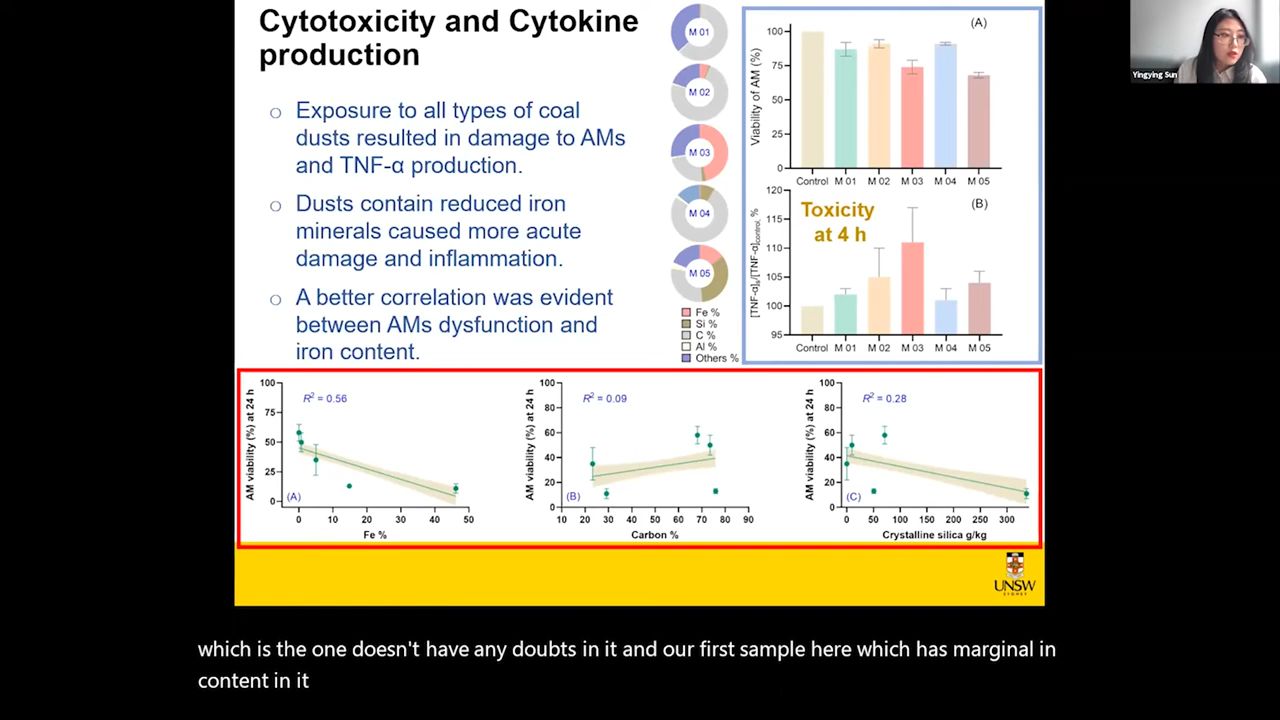 Cytotoxicity and Cytokine
production
○ Exposure to all types of coal
dusts resulted in damage to AMs
and TNF-α production.
○ Dusts contain reduced iron
minerals caused more acute
damage and inflammation.
○ A better correlation was evident
between AMs dysfunction and
iron content.
M 01
M 02
M 03
M 04
M 05
Fe %
Si %
C %
Al %
Others %
(A)
Viability of AM (%)
100
75
50
25
0
Control M 01 M 02 M 03 M 04 M 05
(B)
Toxicity
at 4 h
[TNF-α]s/[TNF-α]control, %
120
115
110
105
100
95
Control M 01 M 02 M 03 M 04 M 05
Yingying Sun
R² = 0.56
AM viability (%) at 24 h
100
75
50
25
0
(A)
0 10 20 30 40 50
Fe %
R² = 0.09
AM viability (%) at 24 h
100
80
60
40
20
0
(B)
10 20 30 40 50 60 70 80 90
Carbon %
R² = 0.28
AM viability (%) at 24 h
100
80
60
40
20
0
(C)
0 50 100 150 200 250 300
Crystalline silica g/kg
UNSW
SYDNEY
which is the one doesn't have any doubts in it and our first sample here which has marginal in
content in it